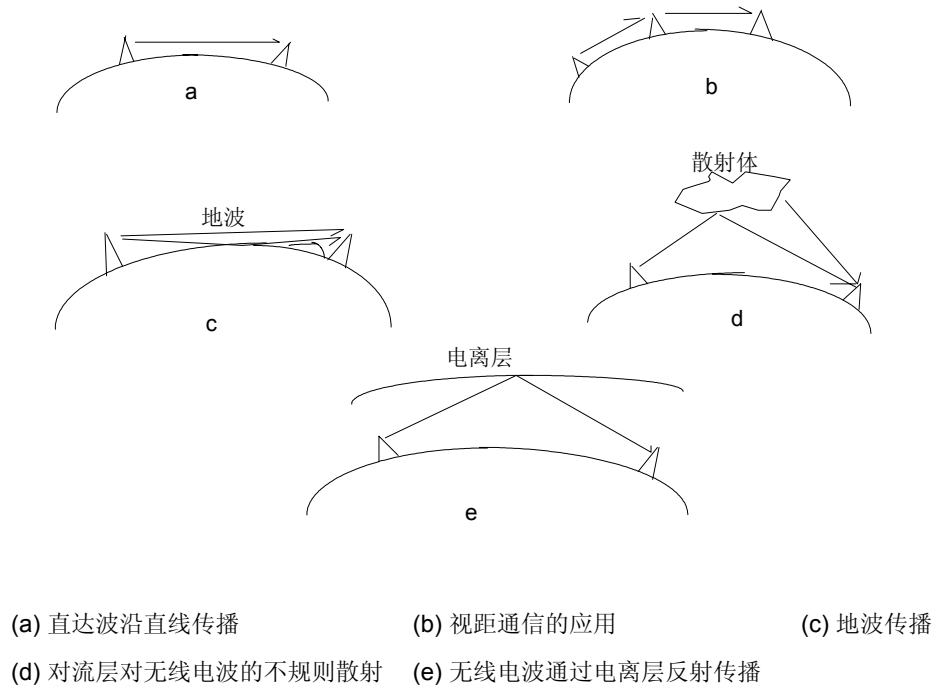 a
b
散射体
地波
c
d
电离层
e
(a) 直达波沿直线传播 (b) 视距通信的应用 (c) 地波传播
(d) 对流层对无线电波的不规则散射 (e) 无线电波通过电离层反射传播